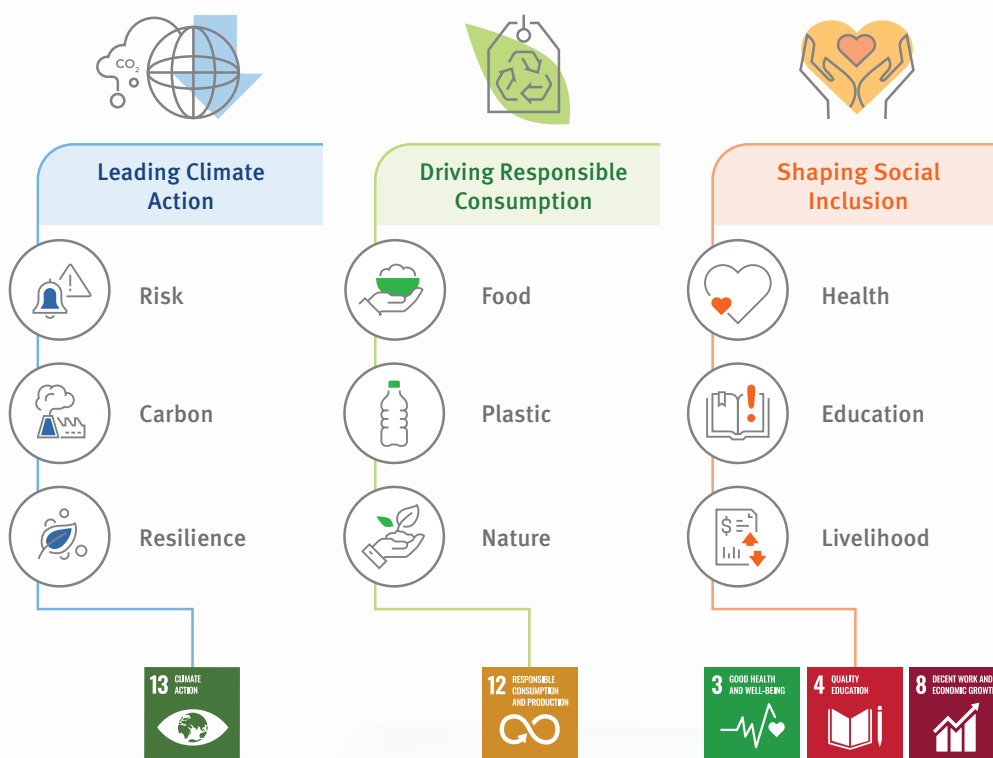 CO₂
Leading Climate
Action
Risk
Carbon
Resilience
13 CLIMATE
ACTION
Driving Responsible
Consumption
Food
Plastic
Nature
12 RESPONSIBLE
CONSUMPTION
AND PRODUCTION
Shaping Social
Inclusion
Health
Education
$
Livelihood
3 GOOD HEALTH
AND WELL-BEING
4 QUALITY
EDUCATION
8 DECENT WORK AND
ECONOMIC GROWTH